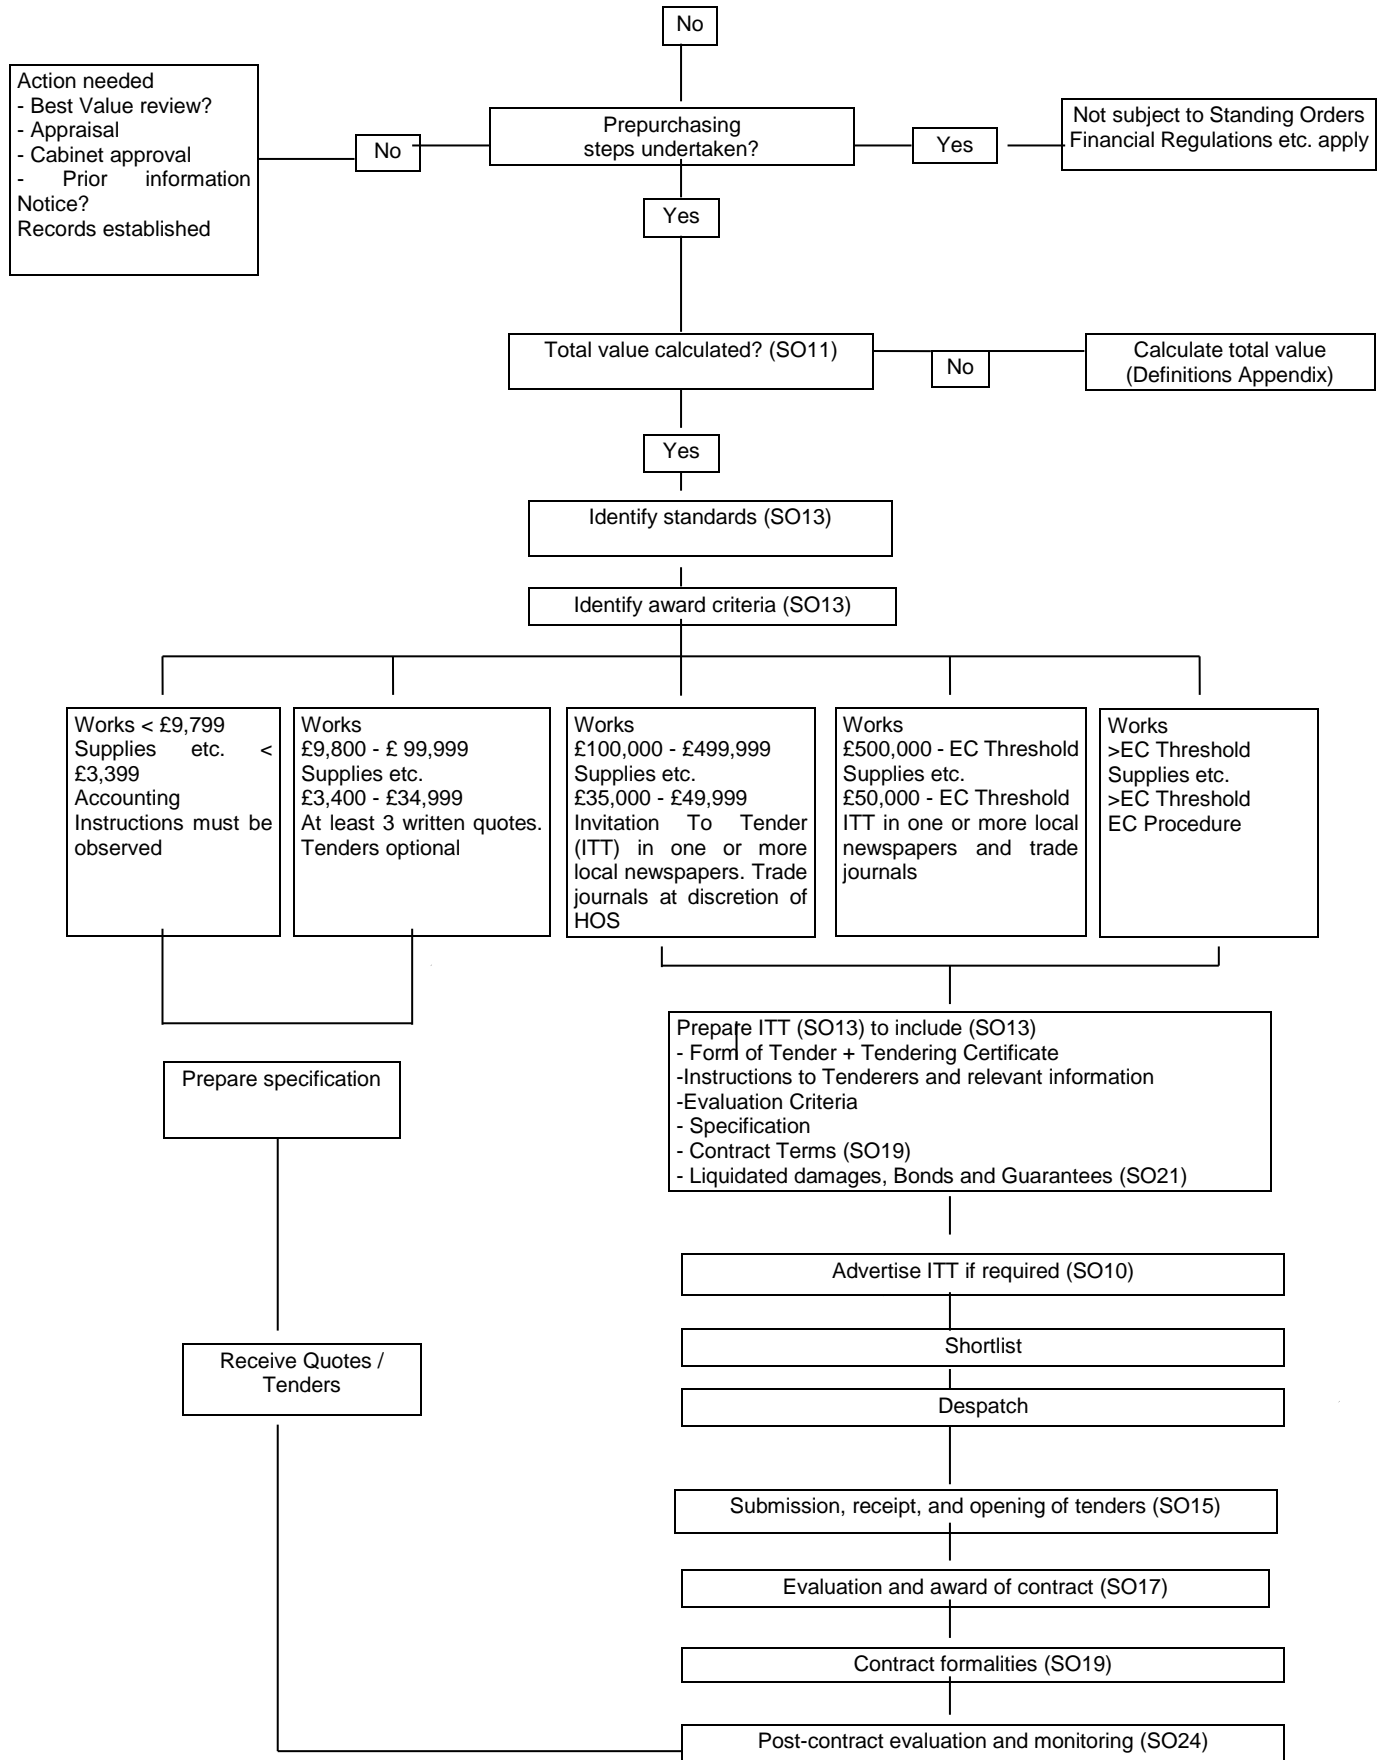 No
Action needed
- Best Value review?
- Appraisal
- Cabinet approval
- Prior information
Notice?
Records established
No
Prepurchasing
steps undertaken?
Yes
Not subject to Standing Orders
Financial Regulations etc. apply
Yes
Total value calculated? (SO11)
No
Calculate total value
(Definitions Appendix)
Yes
Identify standards (SO13)
Identify award criteria (SO13)
Works < £9,799
Supplies etc. <
£3,399
Accounting
Instructions must be
observed
Works
£9,800 - £ 99,999
Supplies etc.
£3,400 - £34,999
At least 3 written quotes.
Tenders optional
Works
£100,000 - £499,999
Supplies etc.
£35,000 - £49,999
Invitation To Tender
(ITT) in one or more
local newspapers. Trade
journals at discretion of
HOS
Works
£500,000 - EC Threshold
Supplies etc.
£50,000 - EC Threshold
ITT in one or more local
newspapers and trade
journals
Works
>EC Threshold
Supplies etc.
>EC Threshold
EC Procedure
Prepare specification
Receive Quotes /
Tenders
Prepare ITT (SO13) to include (SO13)
- Form of Tender + Tendering Certificate
-Instructions to Tenderers and relevant information
-Evaluation Criteria
- Specification
- Contract Terms (SO19)
- Liquidated damages, Bonds and Guarantees (SO21)
Advertise ITT if required (SO10)
Shortlist
Despatch
Submission, receipt, and opening of tenders (SO15)
Evaluation and award of contract (SO17)
Contract formalities (SO19)
Post-contract evaluation and monitoring (SO24)